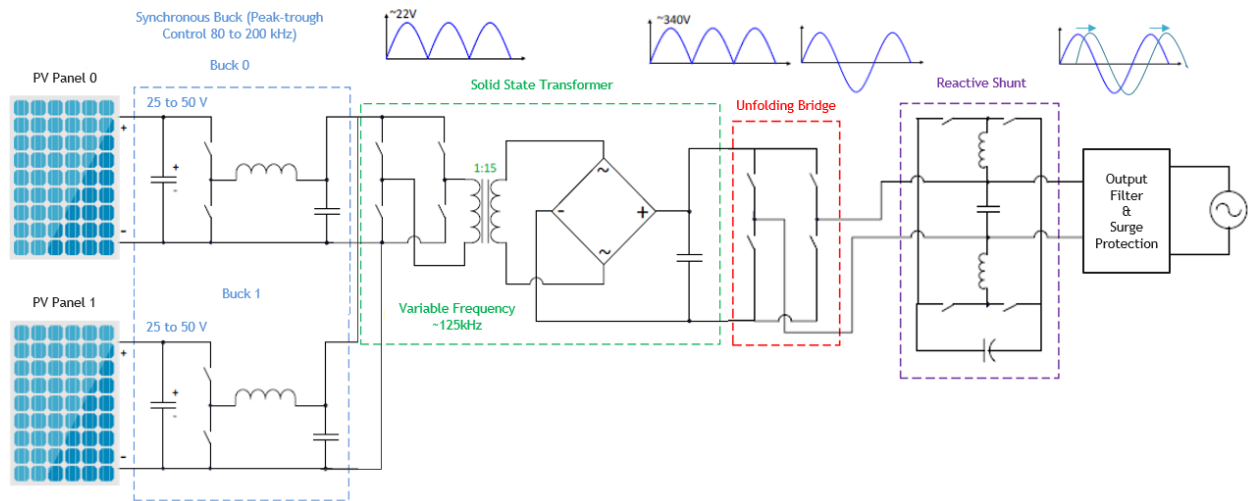 Synchronous Buck (Peak-trough
Control 80 to 200 kHz)
~22V
~340V
Buck 0
PV Panel 0
Solid State Transformer
Reactive Shunt
25 to 50 V
Unfolding Bridge
+
+
-
1:15
~
-
+
~
-
Output
Filter
&
Surge
Protection
Buck 1
PV Panel 1
Variable Frequency
~125kHz
25 to 50 V
+
+
-
-